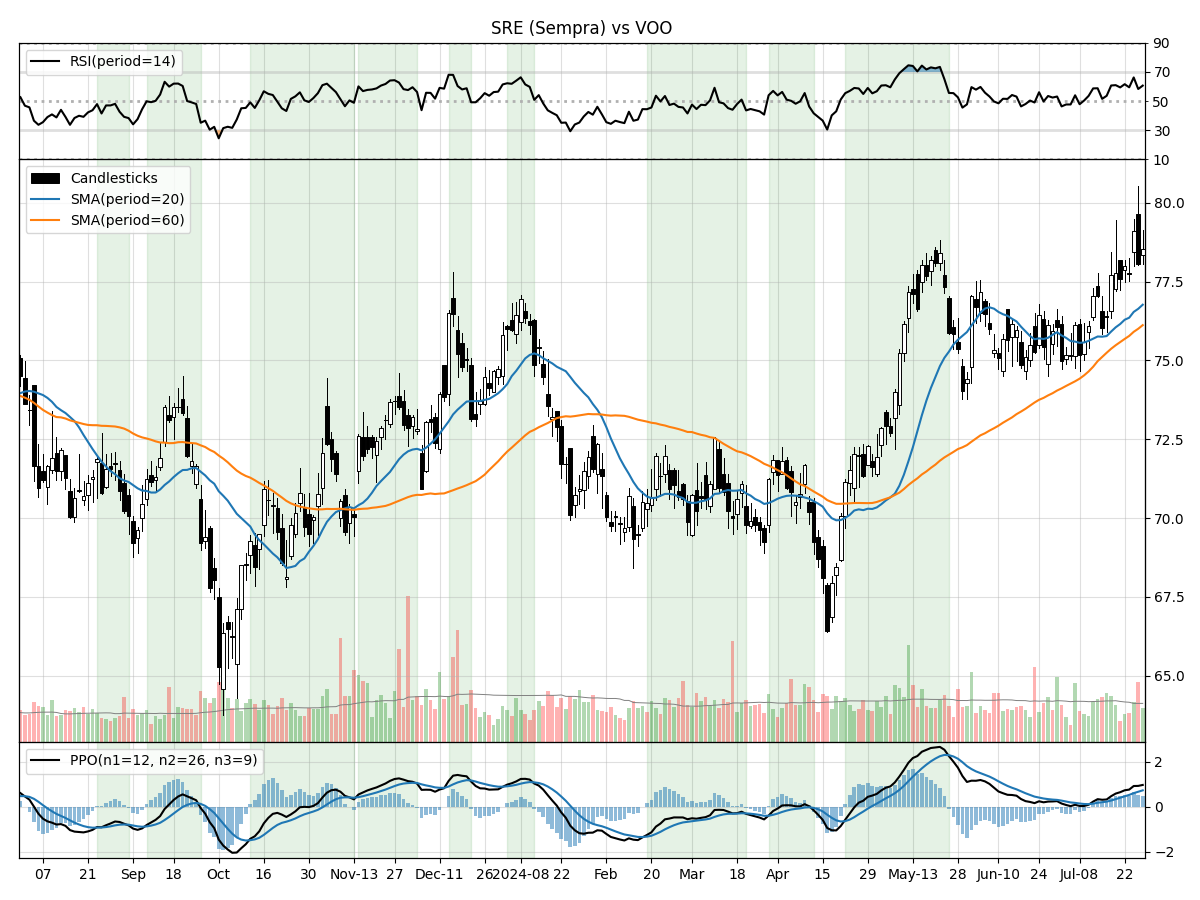 SRE (Sempra) vs VOO
RSI(period=14)
90
70
50
30
10
Candlesticks
SMA(period=20)
SMA(period=60)
80.0
77.5
75.0
72.5
70.0
67.5
65.0
PPO(n1=12, n2=26, n3=9)
2
0
−2
07 21 Sep 18 Oct 16 30 Nov-13 27 Dec-11 26 2024-08 22 Feb 20 Mar 18 Apr 15 29 May-13 28 Jun-10 24 Jul-08 22